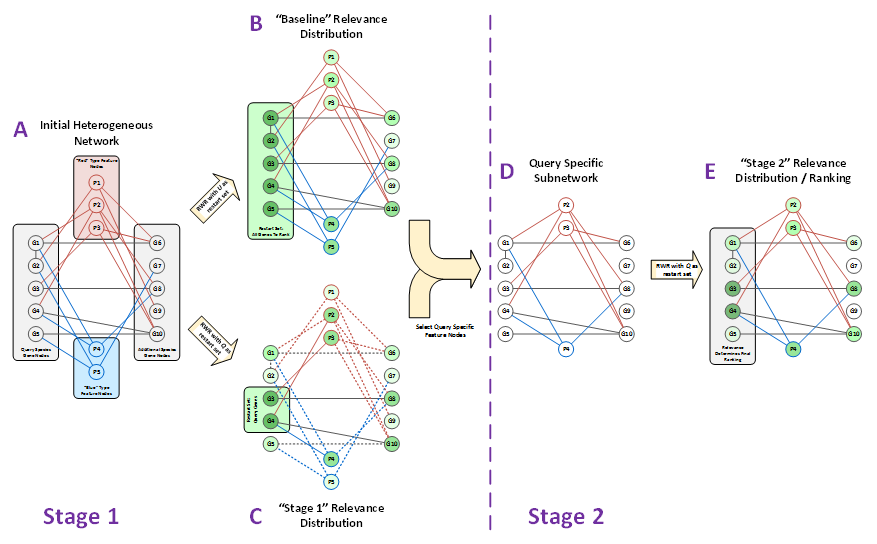 A
Initial Heterogeneous
Network
"Red" Type Feature
Nodes
P1
P2
P3
G1
G2
G3
G4
G5
G6
G7
G8
G9
G10
P4
P5
Query Species
Gene Nodes
Additional Species
Gene Nodes
"Blue" Type
Feature Nodes
Stage 1
RWR with U as
restart set
RWR with Q as
restart set
B
“Baseline” Relevance
Distribution
P1
P2
P3
G1
G2
G3
G4
G5
G6
G7
G8
G9
G10
P4
P5
Restart Set:
All Genes To Rank
P1
P2
P3
G1
G2
G3
G4
G5
G6
G7
G8
G9
G10
P4
P5
Restart Set:
Query Genes
C
“Stage 1” Relevance
Distribution
Select Query Specific
Feature Nodes
D
Query Specific
Subnetwork
P2
P3
G1
G2
G3
G4
G5
G6
G7
G8
G9
G10
P4
Stage 2
RWR with Q as
restart set
E
“Stage 2” Relevance
Distribution / Ranking
P2
P3
G1
G2
G3
G4
G5
G6
G7
G8
G9
G10
P4
Relevance
Determines Final
Ranking